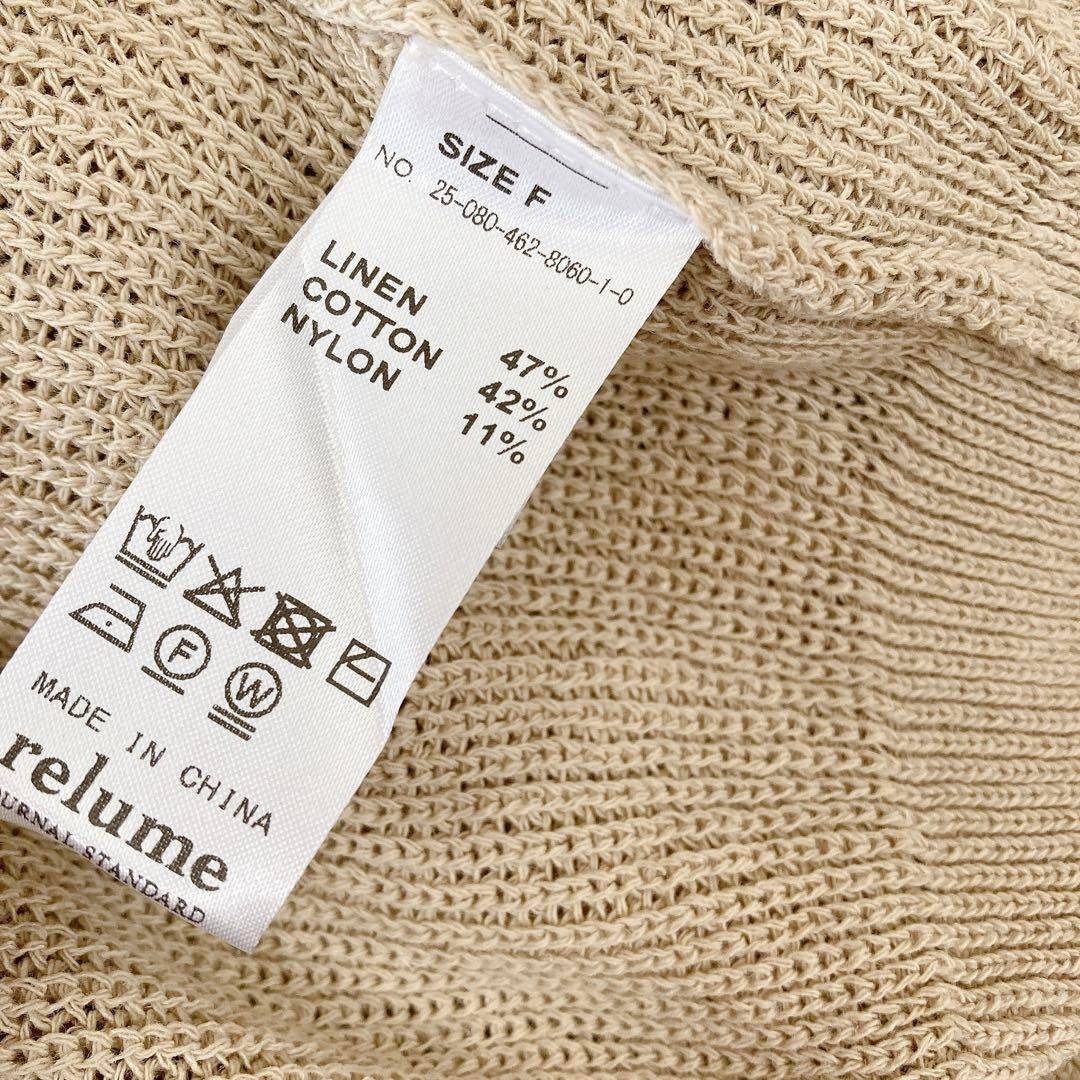 SIZE F
NO. 25-080-462-8060-1-0
LINEN 47%
COTTON 42%
NYLON 11%
F W
MADE IN CHINA
relume
JOURNAL STANDARD